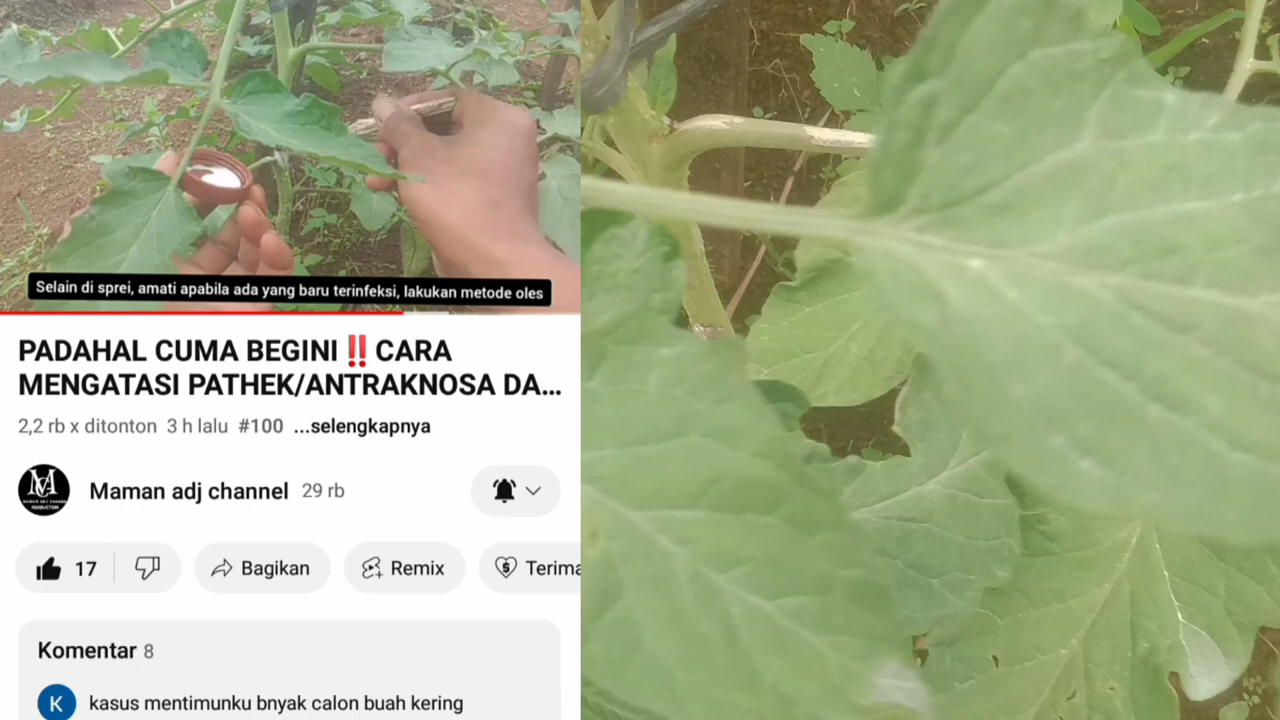 Selain di sprei, amati apabila ada yang baru terinfeksi, lakukan metode oles
PADAHAL CUMA BEGINI‼️CARA
MENGATASI PATHEK/ANTRAKNOSA DA...
2,2 rb x ditonton 3 h lalu #100 ...selengkapnya
Maman adj channel 29 rb
17 Bagikan Remix Terima
Komentar 8
K kasus mentimunku bnyak calon buah kering